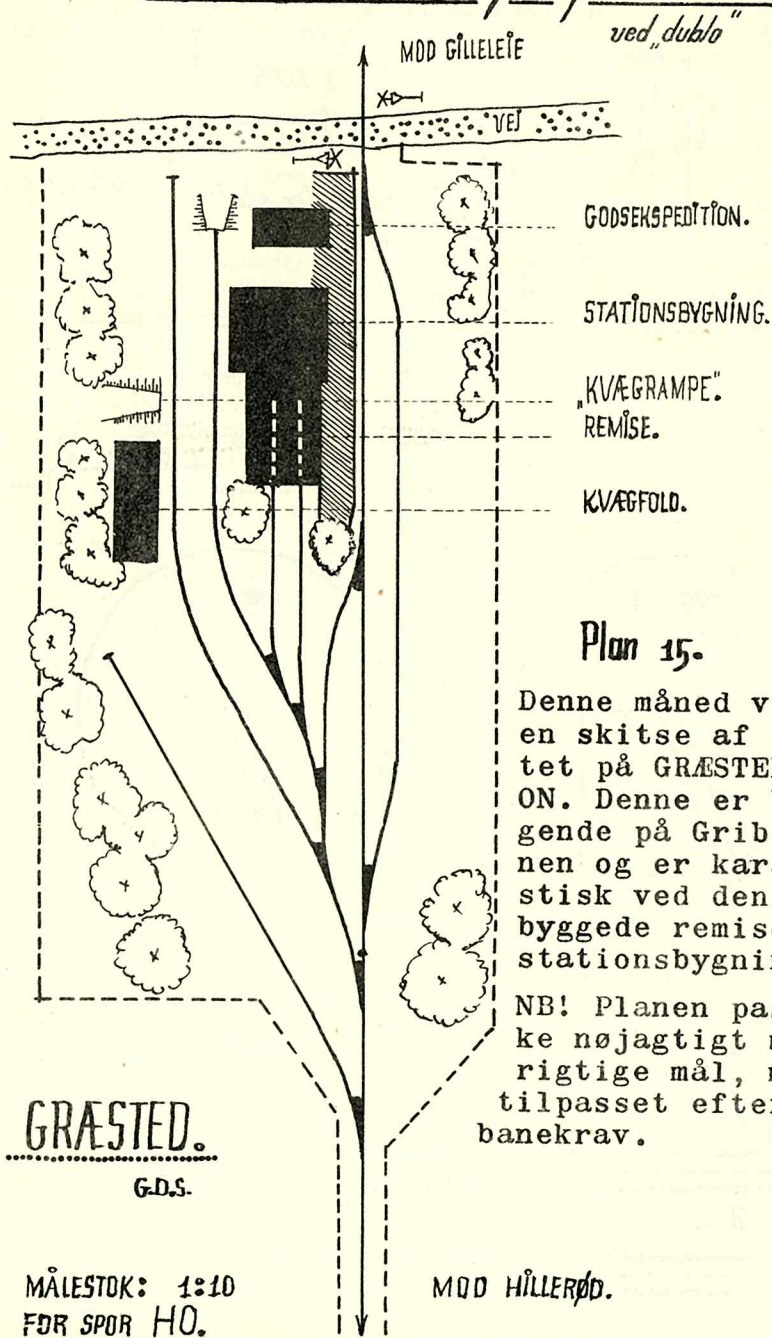 ved „dublo“
MOD GILLELEIE
VEJ
GODSEKSPEDITION.
STATIONSBYGNING.
„KVÆGRAMPE“.
REMISE.
KVÆGFOLD.
Plan 15.
Denne måned v
en skitse af
tet på GRÆSTE
ON. Denne er
gende på Grib
nen og er kar
stisk ved den
byggede remis
stationsbygni
NB! Planen pas
ke nøjagtigt
rigtige mål,
tilpasset efte
banekrav.
GRÆSTED.
G.D.S.
MÅLESTOK: 1:10
FOR SPOR HO.
MOD HILLERØD.